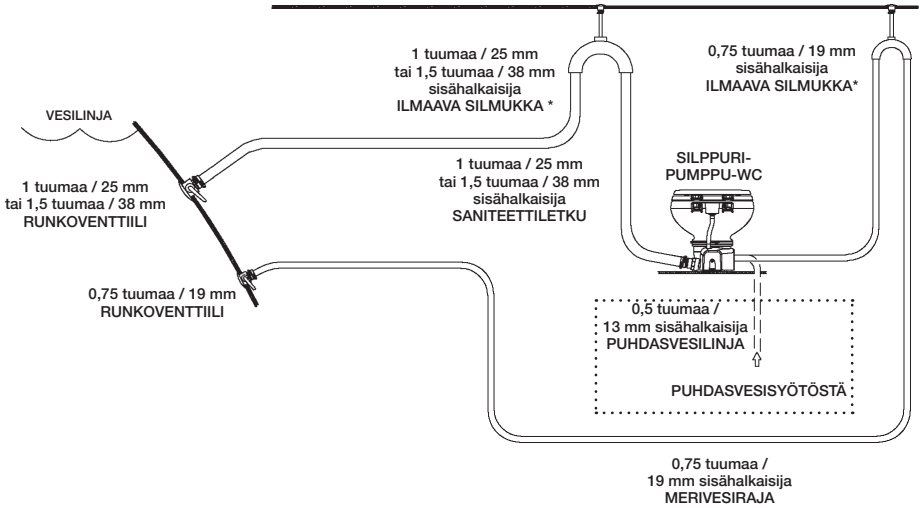 1 tuumaa / 25 mm
tai 1,5 tuumaa / 38 mm
sisähalkaisija
ILMAAVA SILMUKKA *
0,75 tuumaa / 19 mm
sisähalkaisija
ILMAAVA SILMUKKA*
VESILINJA
1 tuumaa / 25 mm
tai 1,5 tuumaa / 38 mm
RUNKOVENTTIILI
1 tuumaa / 25 mm
tai 1,5 tuumaa / 38 mm
sisähalkaisija
SANITEETTILETKU
SILPPURI-
PUMPPU-WC
0,75 tuumaa / 19 mm
RUNKOVENTTIILI
0,5 tuumaa /
13 mm sisähalkaisija
PUHDASVESILINJA
PUHDASVESISYÖTÖSTÄ
0,75 tuumaa /
19 mm sisähalkaisija
MERIVESIRAJA